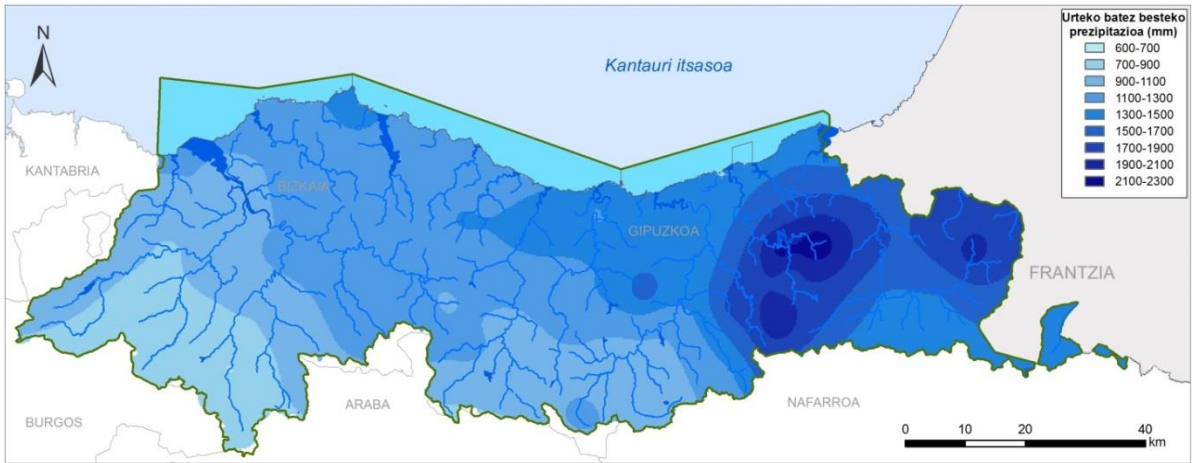 Urteko batez besteko
prezipitazioa (mm)
600-700
700-900
900-1100
1100-1300
1300-1500
1500-1700
1700-1900
1900-2100
2100-2300
N
Kantauri itsasoa
KANTABRIA
BIZKAIA
GIPUZKOA
FRANTZIA
BURGOS
ARABA
NAFARROA
0 10 20 40
km